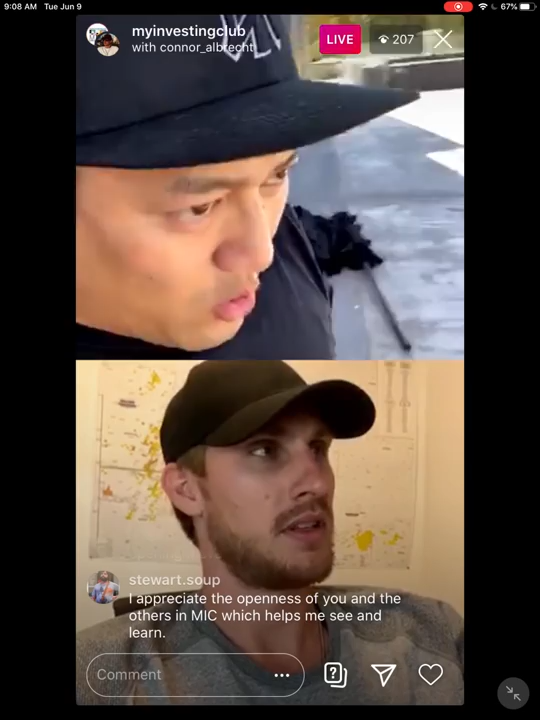 9:08 AM Tue Jun 9
67%
myinvestingclub
with connor_albrecht
LIVE
207
stewart.soup
I appreciate the openness of you and the
others in MIC which helps me see and
learn.
Comment